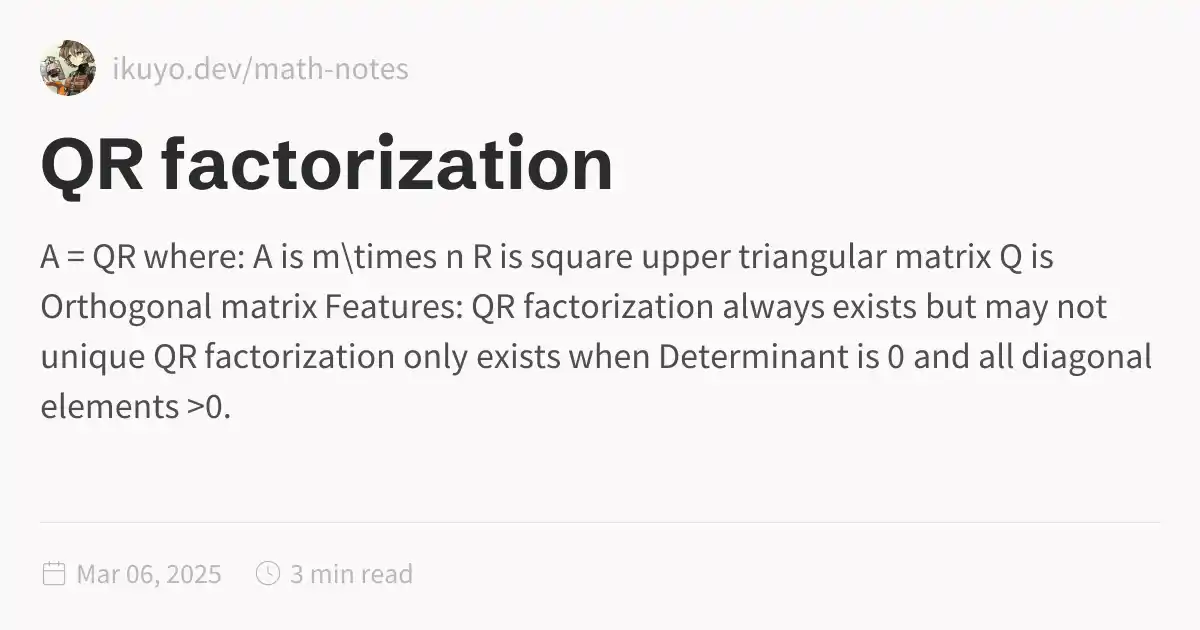 ikuyo.dev/math-notes
QR factorization
A = QR where: A is m\times n R is square upper triangular matrix Q is
Orthogonal matrix Features: QR factorization always exists but may not
unique QR factorization only exists when Determinant is 0 and all diagonal
elements >0.
Mar 06, 2025 3 min read